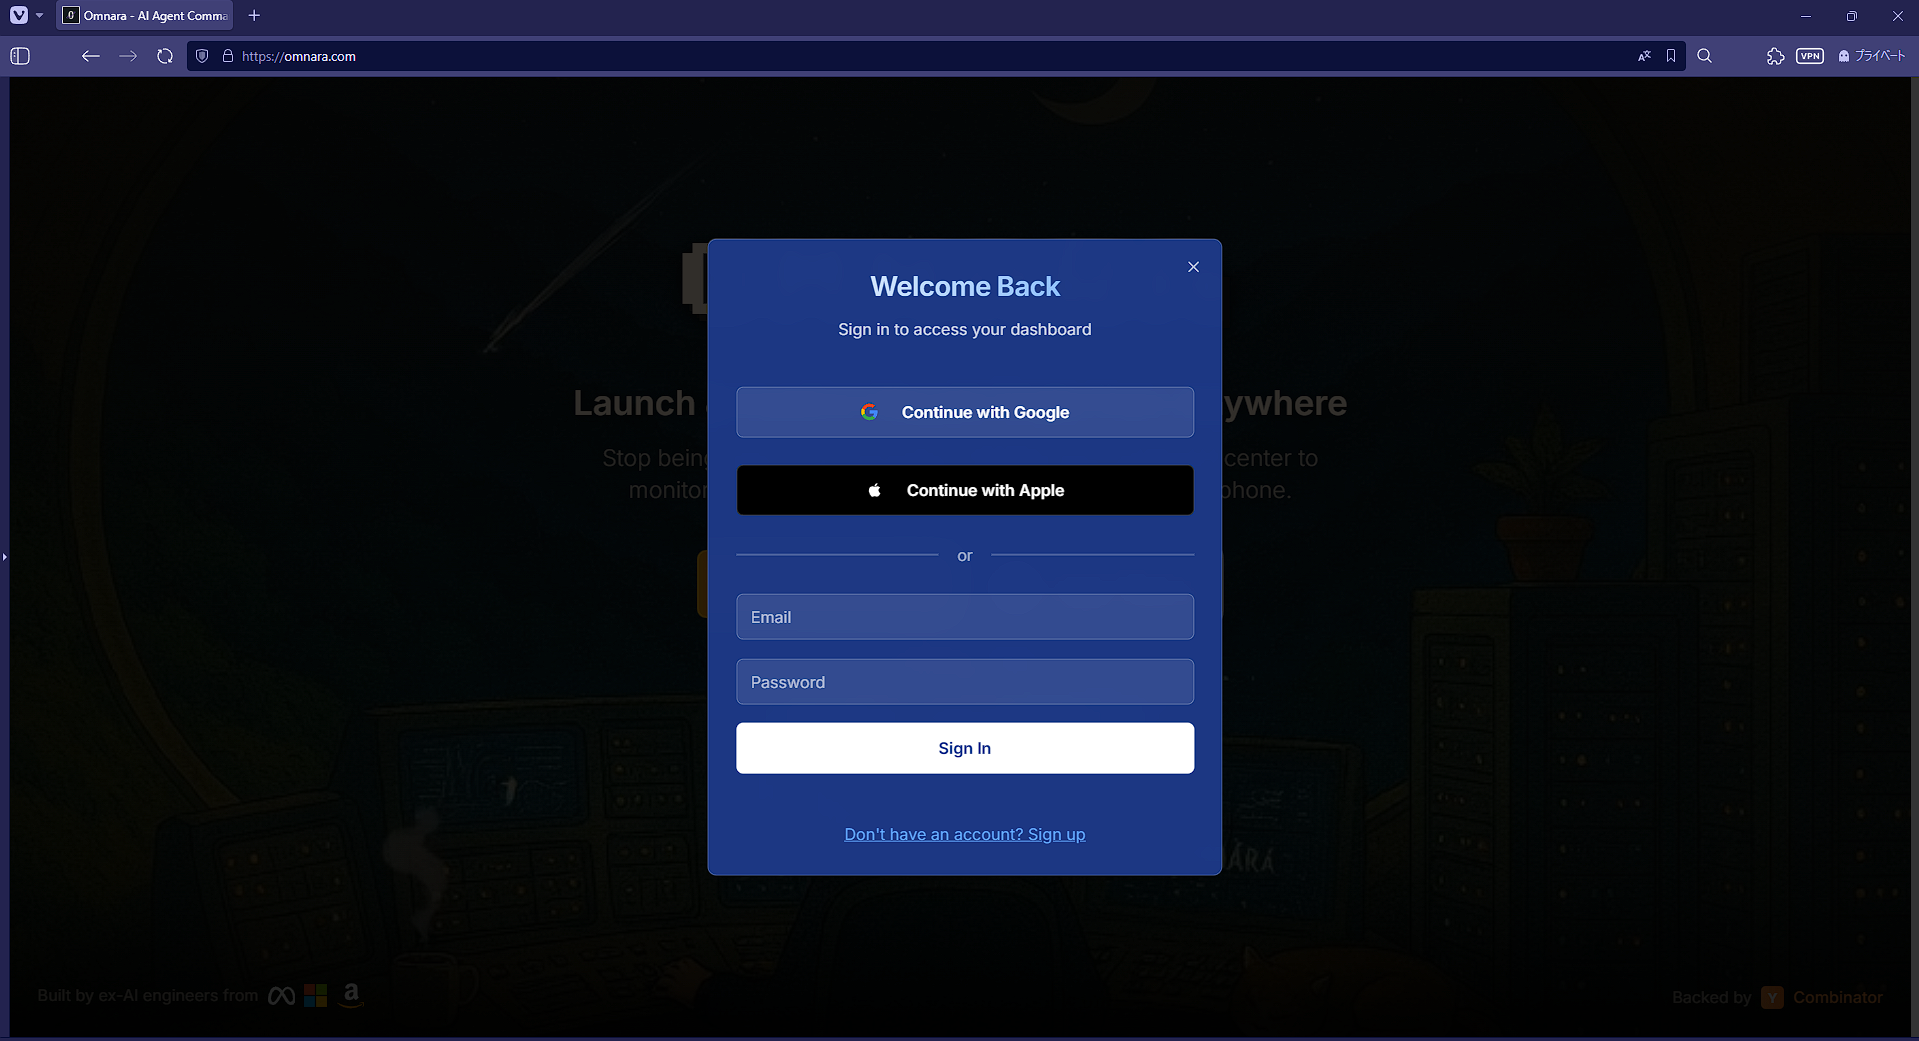 Omnara - AI Agent Comma
https://omnara.com
VPN
プライベート
Welcome Back
Sign in to access your dashboard
Continue with Google
Launch
ywhere
Continue with Apple
Stop being
center to
monitor
phone.
or
Email
Password
Sign In
Don't have an account? Sign up
ÁRÁ
Built by ex-AI engineers from
Backed by Y Combinator